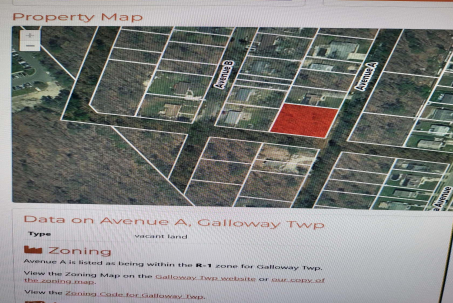 Property Map
+
−
Avenue B
Avenue A
Avenue
Data on Avenue A, Galloway Twp
Type vacant land
Zoning
Avenue A is listed as being within the R-1 zone for Galloway Twp.
View the Zoning Map on the Galloway Twp website or our copy of
the zoning map.
View the Zoning Code for Galloway Twp.